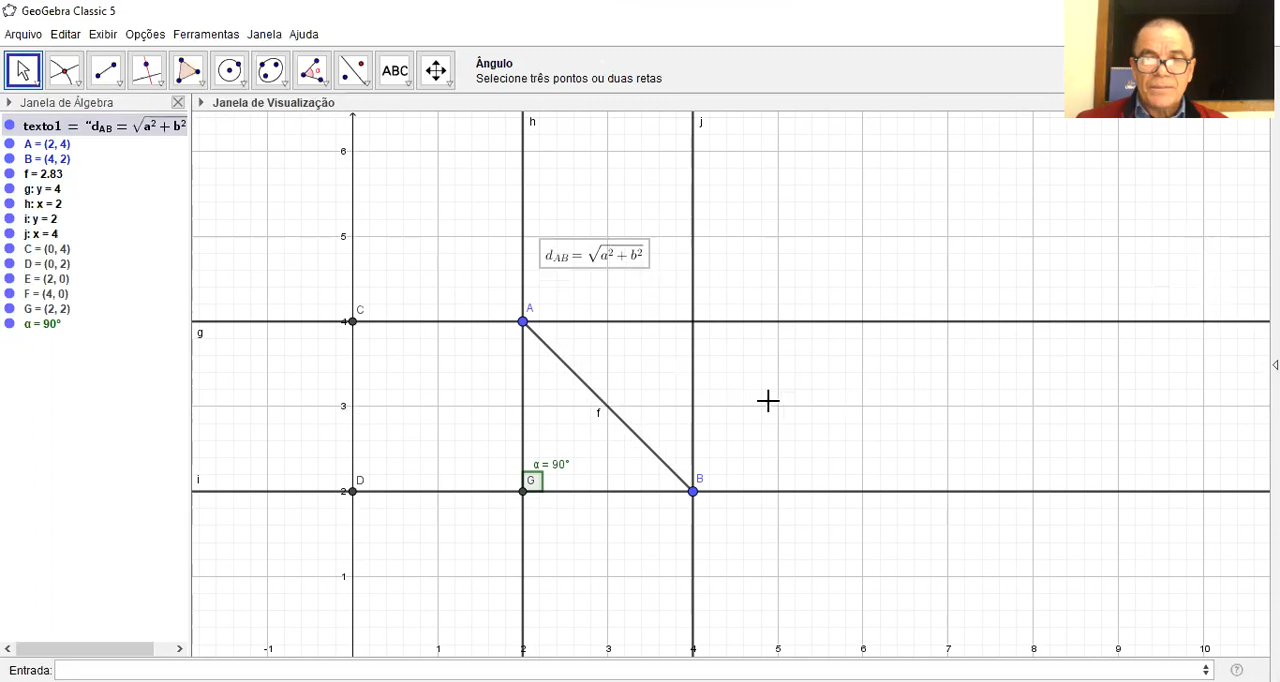 GeoGebra Classic 5
Arquivo Editar Exibir Opções Ferramentas Janela Ajuda
ABC
Ângulo
Selecione três pontos ou duas retas
Janela de Álgebra
Janela de Visualização
texto1 = "d_AB = √a² + b²
A = (2, 4)
B = (4, 2)
f = 2.83
g: y = 4
h: x = 2
i: y = 2
j: x = 4
C = (0, 4)
D = (0, 2)
E = (2, 0)
F = (4, 0)
G = (2, 2)
α = 90°
h j
6
5
d_AB = √a² + b²
C A
4
g
3
f
α = 90°
i D G B
2
1
-1 1 2 3 4 5 6 7 8 9 10
Entrada: